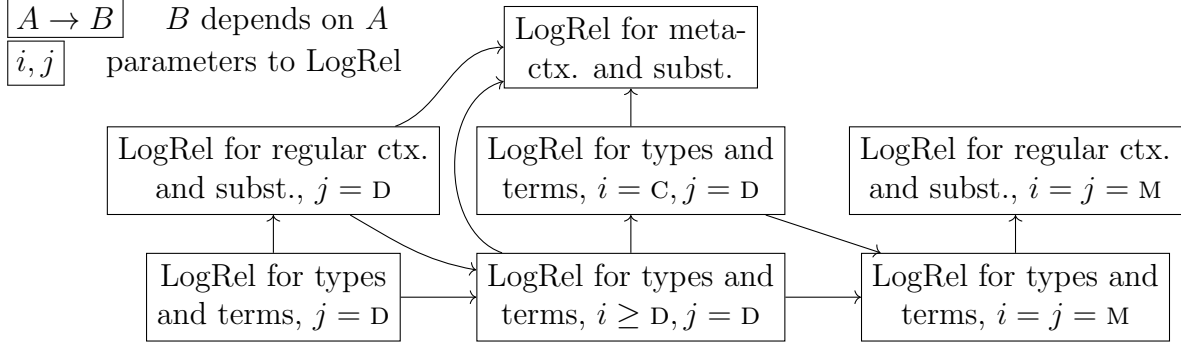 A → B B depends on A
i, j parameters to LogRel
LogRel for meta-
ctx. and subst.
LogRel for regular ctx.
and subst., j = D
LogRel for types and
terms, i = C, j = D
LogRel for regular ctx.
and subst., i = j = M
LogRel for types
and terms, j = D
LogRel for types and
terms, i ≥ D, j = D
LogRel for types and
terms, i = j = M